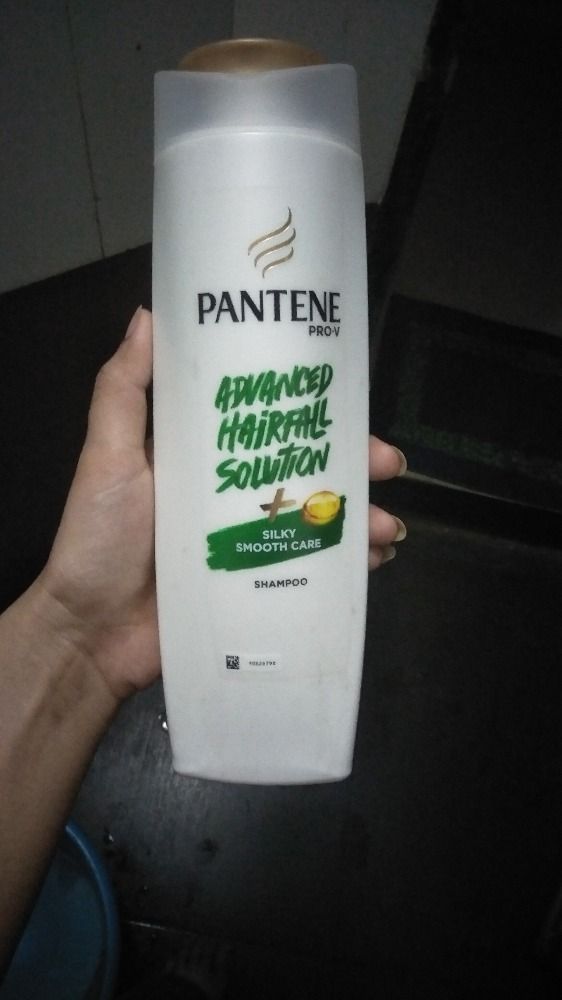 PANTENE
PRO-V
ADVANCED
HAIRFALL
SOLUTION
+
SILKY
SMOOTH CARE
SHAMPOO